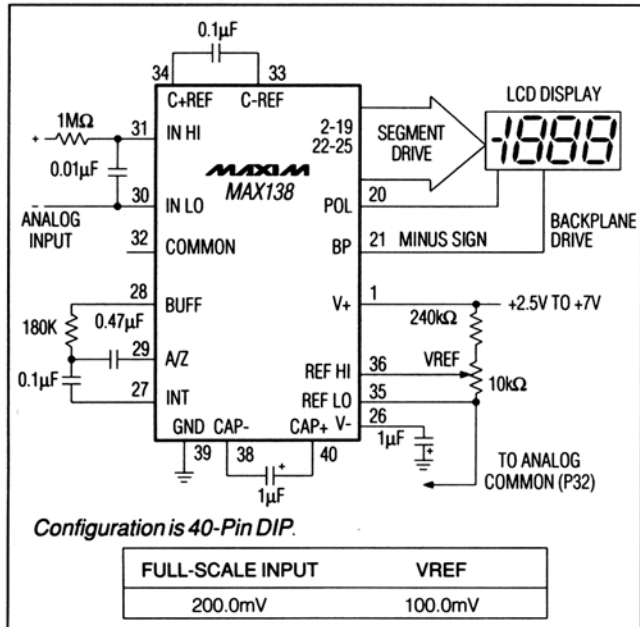 0.1μF
34
33
C+REF
C-REF
LCD DISPLAY
1MΩ
+
31
IN HI
2-19
22-25
SEGMENT
DRIVE
-1888
0.01μF
MAXIM
MAX138
–
30
IN LO
POL
20
ANALOG
INPUT
32
COMMON
BP
21
MINUS SIGN
BACKPLANE
DRIVE
28
BUFF
V+
1
+2.5V TO +7V
180K
0.47μF
240kΩ
29
A/Z
REF HI
36
VREF
10kΩ
0.1μF
27
INT
REF LO
35
V-
26
GND
CAP-
CAP+
1μF
+
39
38
40
+
1μF
TO ANALOG
COMMON (P32)
Configuration is 40-Pin DIP.
FULL-SCALE INPUT VREF
200.0mV 100.0mV